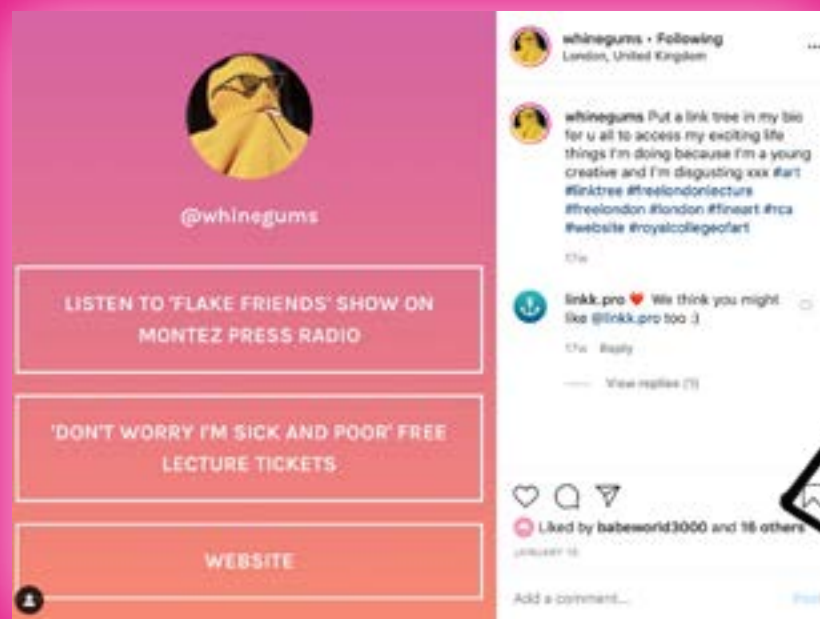 @whinegums
LISTEN TO 'FLAKE FRIENDS' SHOW ON
MONTEZ PRESS RADIO
'DON'T WORRY I'M SICK AND POOR' FREE
LECTURE TICKETS
WEBSITE
whinegums • Following
London, United Kingdom
whinegums Put a link tree in my bio
for u all to access my exciting life
things I'm doing because I'm a young
creative and I'm disgusting xxx #art
#linktree #freelondonlecture
#freelondon #london #fineart #rca
#website #royalcollegeofart
17w
linkk.pro ❤️ We think you might
like @linkk.pro too :)
17w Reply
View replies (1)
Liked by babeworld3000 and 16 others
Add a comment...
Post